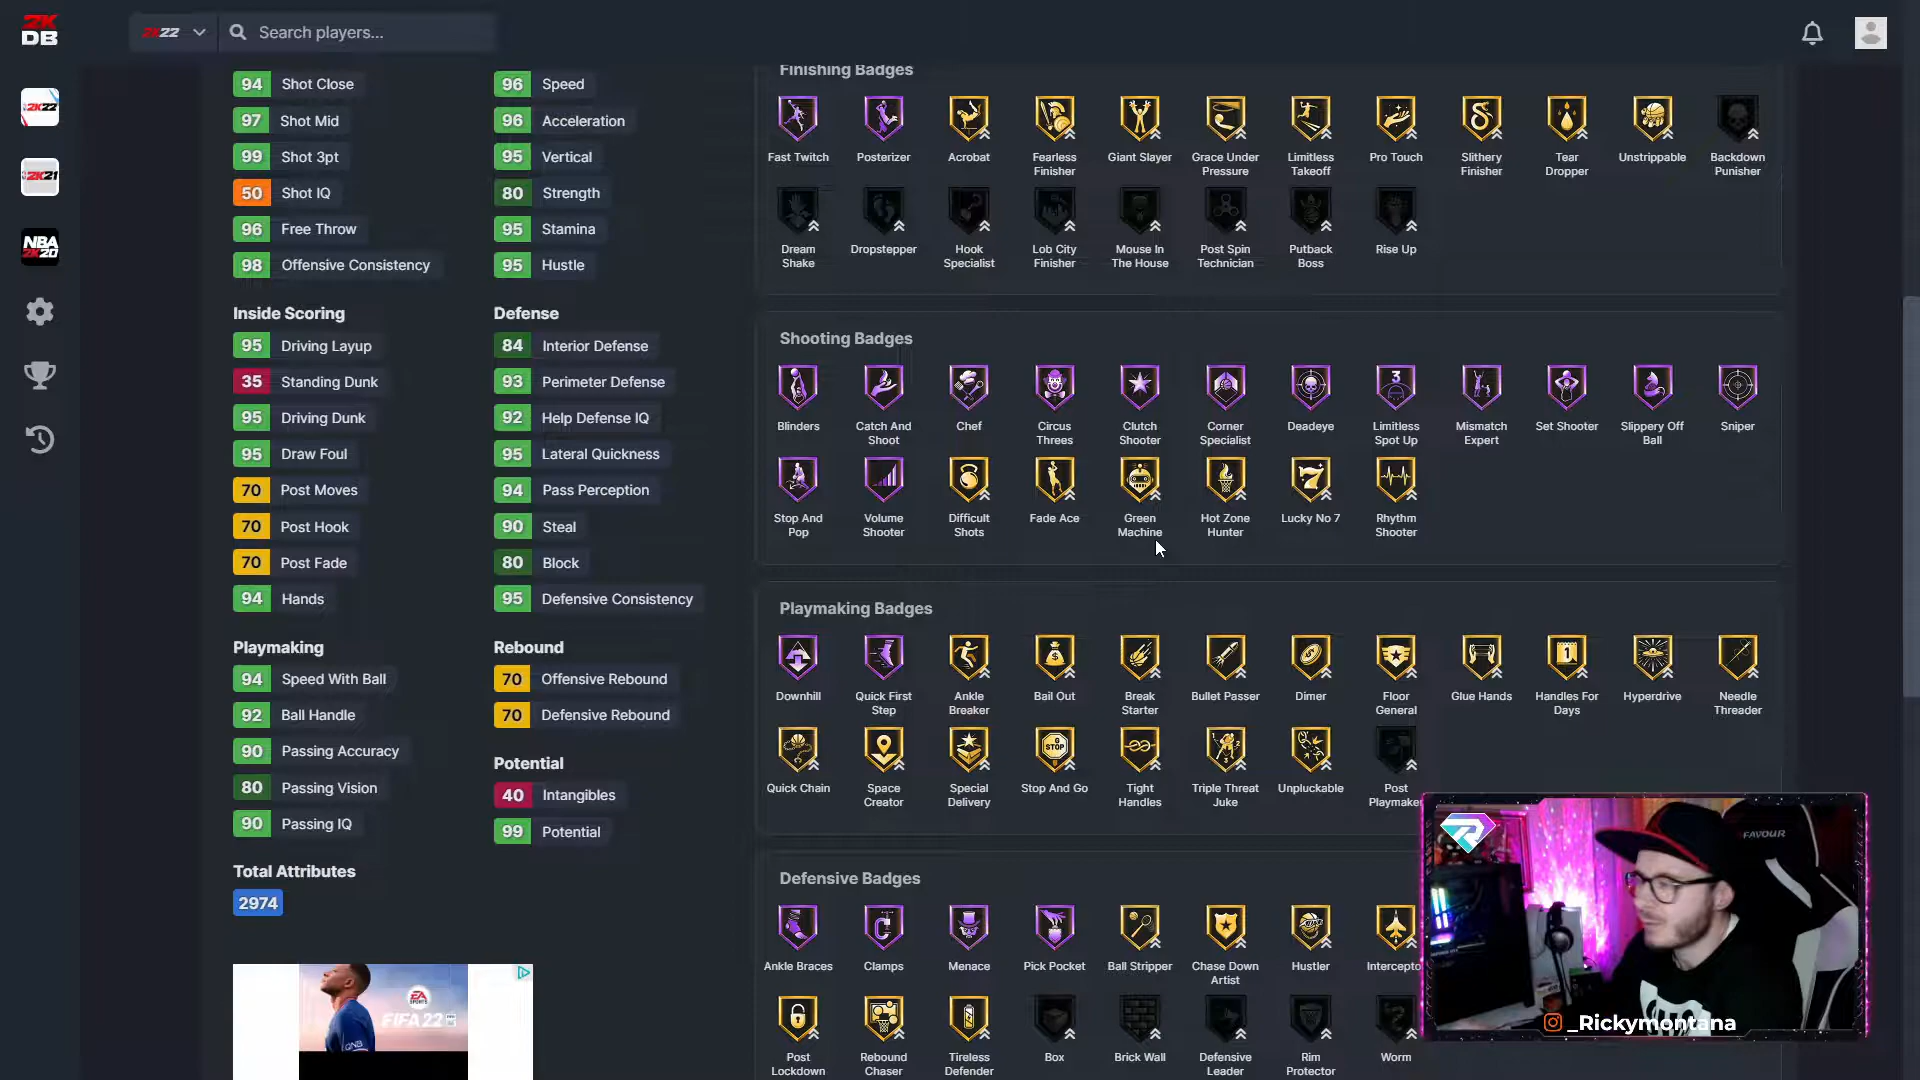 2K
DB
2K22
Search players...
2K22
2K21
NBA
2K20
94 Shot Close
97 Shot Mid
99 Shot 3pt
50 Shot IQ
96 Free Throw
98 Offensive Consistency
96 Speed
96 Acceleration
95 Vertical
80 Strength
95 Stamina
95 Hustle
Inside Scoring
95 Driving Layup
35 Standing Dunk
95 Driving Dunk
95 Draw Foul
70 Post Moves
70 Post Hook
70 Post Fade
94 Hands
Defense
84 Interior Defense
93 Perimeter Defense
92 Help Defense IQ
95 Lateral Quickness
94 Pass Perception
90 Steal
80 Block
95 Defensive Consistency
Playmaking
94 Speed With Ball
92 Ball Handle
90 Passing Accuracy
80 Passing Vision
90 Passing IQ
Rebound
70 Offensive Rebound
70 Defensive Rebound
Potential
40 Intangibles
99 Potential
Total Attributes
2974
EA
SPORTS
FIFA 22
Finishing Badges
Fast Twitch
Posterizer
Acrobat
Fearless
Finisher
Giant Slayer
Grace Under
Pressure
Limitless
Takeoff
Pro Touch
Slithery
Finisher
Tear
Dropper
Unstrippable
Backdown
Punisher
Dream
Shake
Dropstepper
Hook
Specialist
Lob City
Finisher
Mouse In
The House
Post Spin
Technician
Putback
Boss
Rise Up
Shooting Badges
Blinders
Catch And
Shoot
Chef
Circus
Threes
Clutch
Shooter
Corner
Specialist
Deadeye
3
Limitless
Spot Up
Mismatch
Expert
Set Shooter
Slippery Off
Ball
Sniper
Stop And
Pop
Volume
Shooter
Difficult
Shots
Fade Ace
Green
Machine
Hot Zone
Hunter
7
Lucky No 7
Rhythm
Shooter
Playmaking Badges
Downhill
Quick First
Step
Ankle
Breaker
$
Bail Out
Break
Starter
Bullet Passer
Dimer
Floor
General
Glue Hands
1
Handles For
Days
Hyperdrive
Needle
Threader
Quick Chain
Space
Creator
Special
Delivery
STOP
Stop And Go
Tight
Handles
Triple Threat
Juke
Unpluckable
Post
Playmake
Defensive Badges
Ankle Braces
C
Clamps
Menace
Pick Pocket
Ball Stripper
Chase Down
Artist
Hustler
Intercepto
Post
Lockdown
Rebound
Chaser
Tireless
Defender
Box
Brick Wall
Defensive
Leader
Rim
Protector
Worm
FAVOUR
_Rickymontana